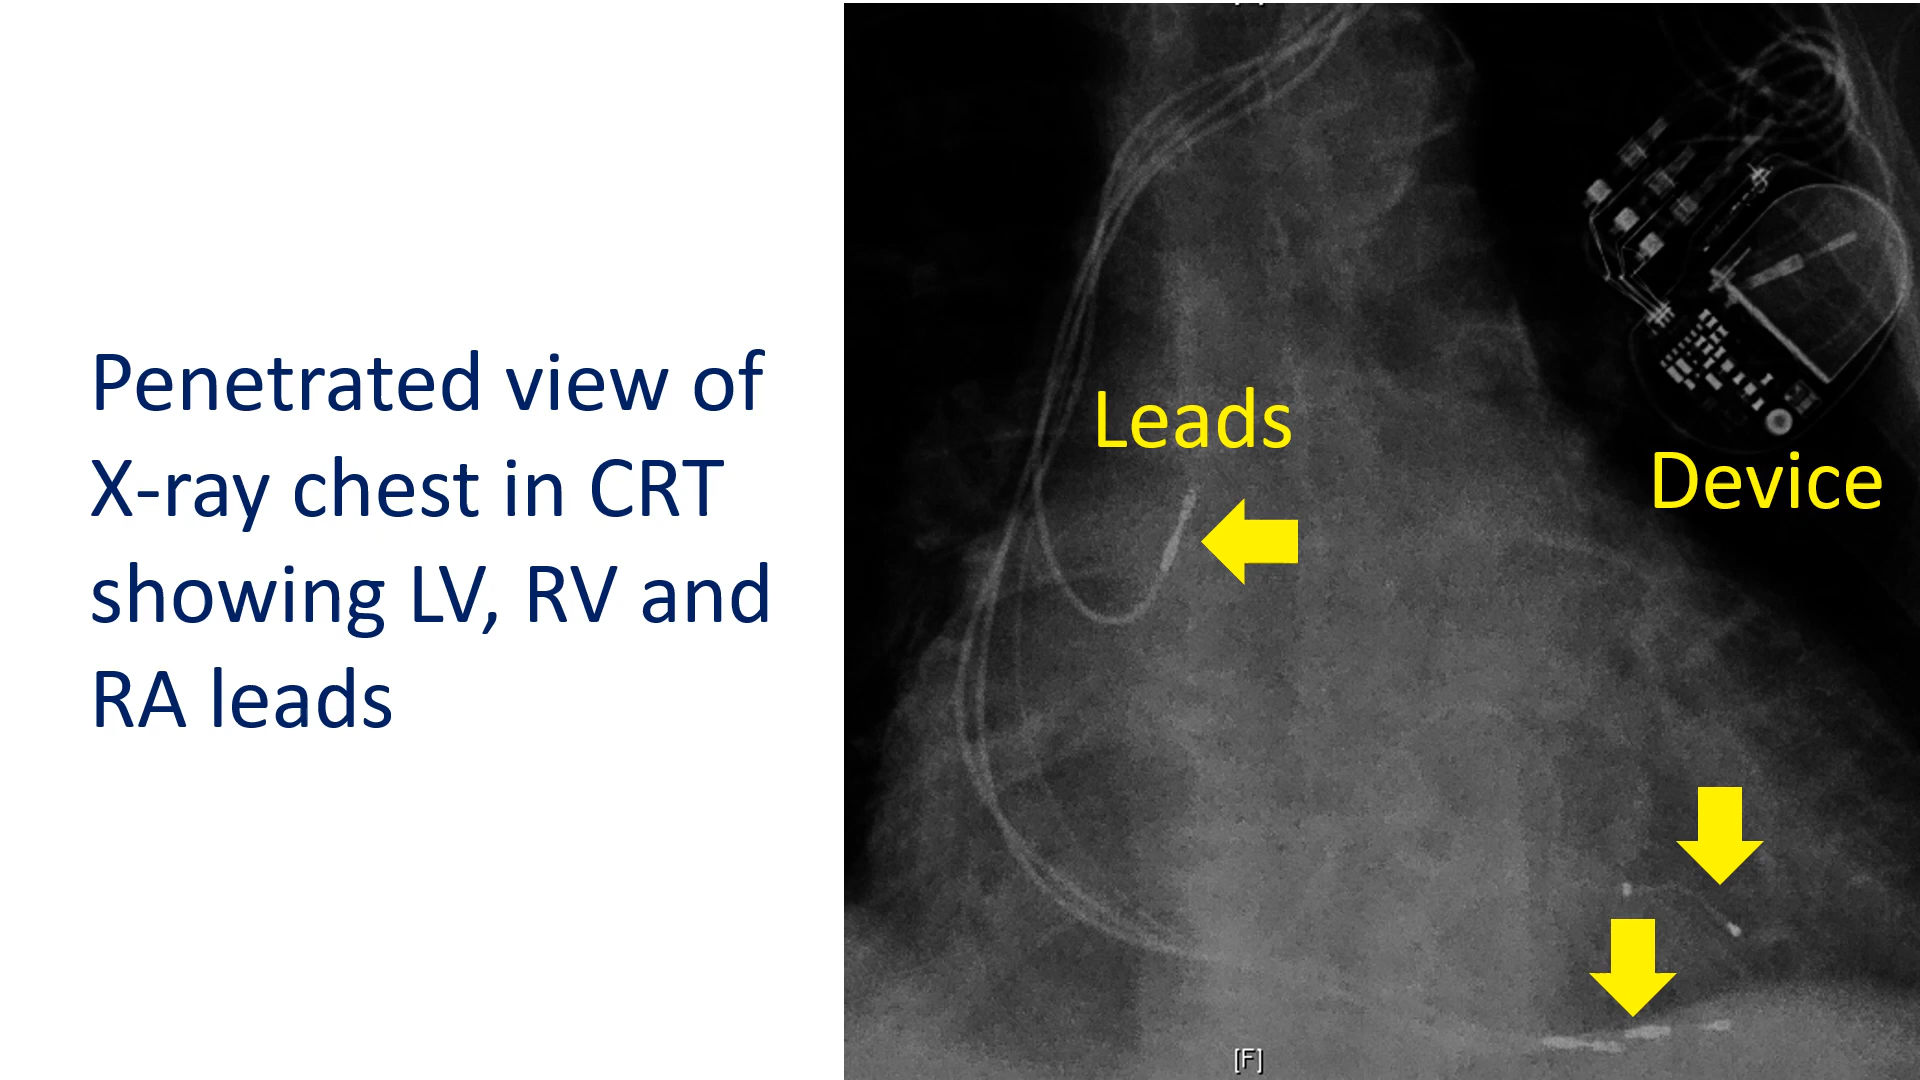 Penetrated view of
X-ray chest in CRT
showing LV, RV and
RA leads
Leads
Device
[F]